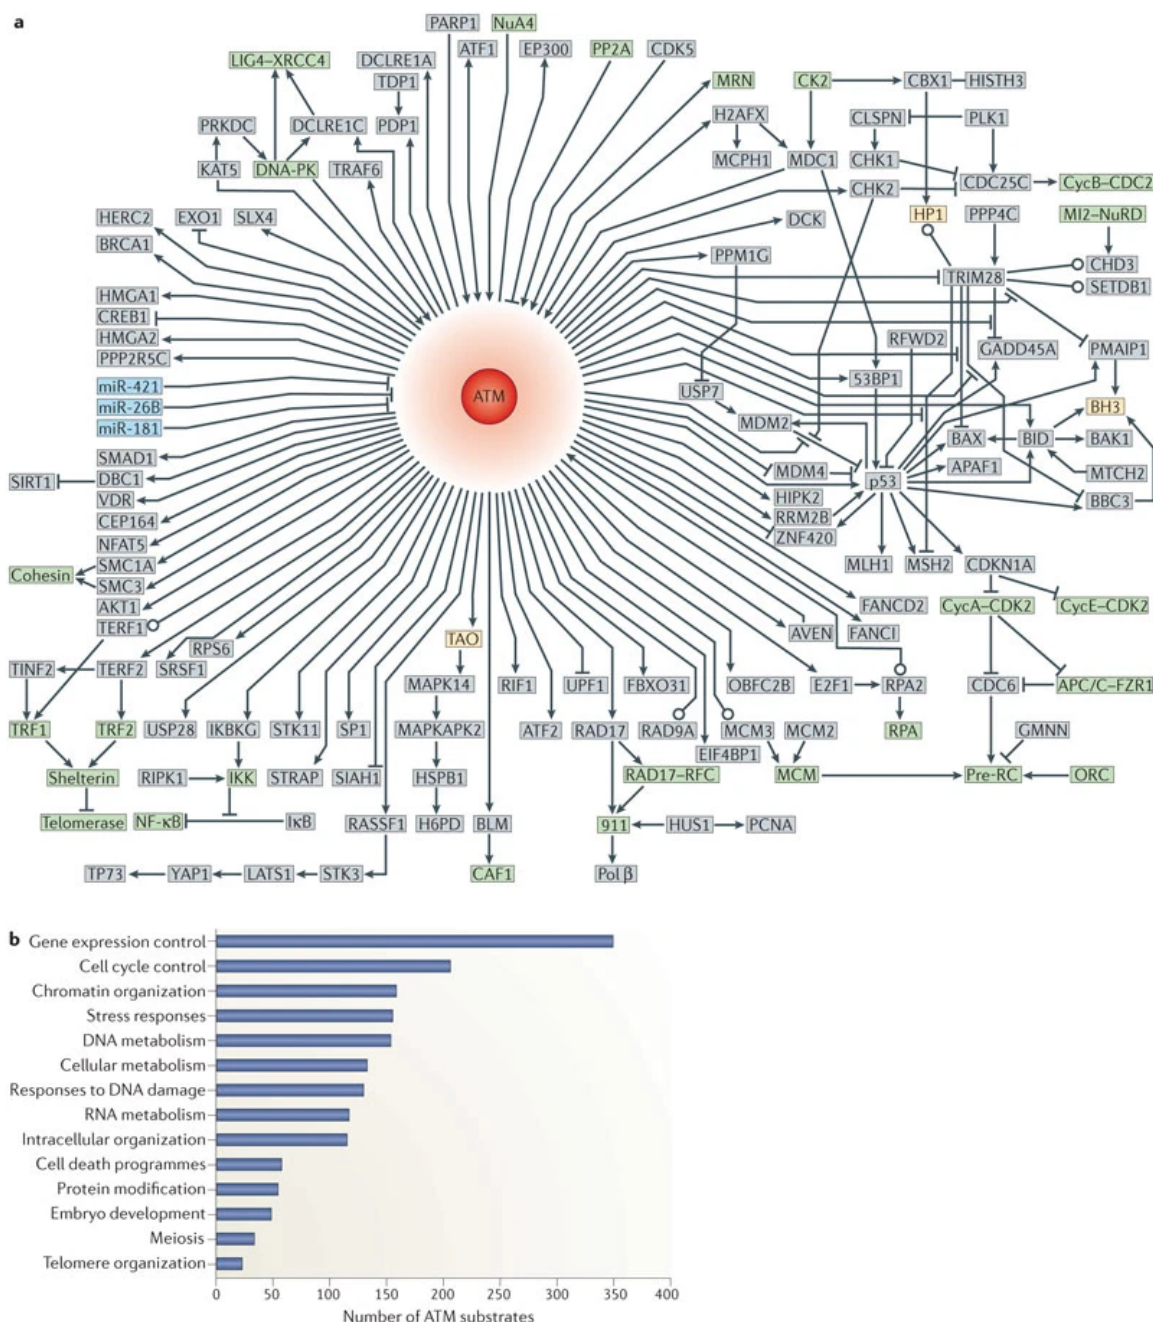 a
PARP1 NuA4
ATF1 EP300 PP2A CDK5
LIG4–XRCC4 DCLRE1A
TDP1 MRN CK2 CBX1 HISTH3
PRKDC DCLRE1C PDP1 H2AFX CLSPN PLK1
KAT5 DNA-PK TRAF6 MCPH1 MDC1 CHK1
CHK2 CDC25C CycB–CDC2
HERC2 EXO1 SLX4 DCK HP1 PPP4C MI2–NuRD
BRCA1 PPM1G CHD3
TRIM28 SETDB1
HMGA1
CREB1
HMGA2 RFWD2 GADD45A PMAIP1
PPP2R5C
miR-421 ATM 53BP1
miR-26B USP7 BH3
miR-181 MDM2
BAX BID BAK1
SMAD1 APAF1
SIRT1 DBC1 MDM4 p53 MTCH2
VDR HIPK2 BBC3
CEP164 RRM2B
NFAT5 ZNF420
SMC1A MLH1 MSH2 CDKN1A
Cohesin SMC3
AKT1 FANCD2 CycA–CDK2 CycE–CDK2
TERF1 AVEN FANCI
RPS6 TAO
TINF2 TERF2 SRSF1
MAPK14 RIF1 UPF1 FBXO31 OBFC2B E2F1 RPA2 CDC6 APC/C–FZR1
TRF1 TRF2 USP28 IKBKG STK11 SP1 MAPKAPK2 ATF2 RAD17 RAD9A MCM3 MCM2 RPA GMNN
EIF4BP1
Shelterin RIPK1 IKK STRAP SIAH1 HSPB1 RAD17–RFC MCM Pre-RC ORC
Telomerase NF-κB IκB RASSF1 H6PD BLM 911 HUS1 PCNA
TP73 YAP1 LATS1 STK3 CAF1 Pol β
b
Gene expression control
Cell cycle control
Chromatin organization
Stress responses
DNA metabolism
Cellular metabolism
Responses to DNA damage
RNA metabolism
Intracellular organization
Cell death programmes
Protein modification
Embryo development
Meiosis
Telomere organization
0 50 100 150 200 250 300 350 400
Number of ATM substrates